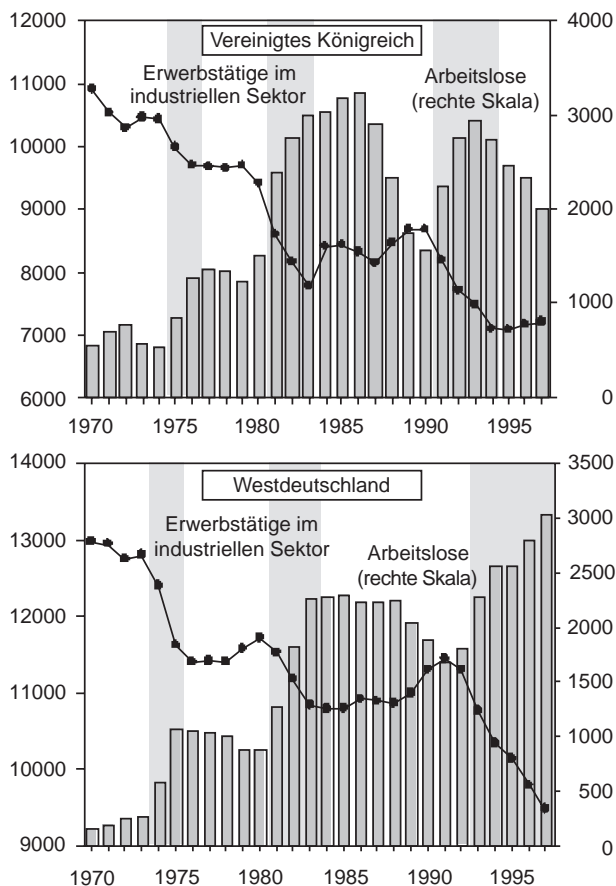 12000
4000
Vereinigtes Königreich
11000
Erwerbstätige im
industriellen Sektor
Arbeitslose
(rechte Skala)
3000
10000
9000
2000
8000
1000
7000
6000
0
1970 1975 1980 1985 1990 1995
14000
3500
Westdeutschland
3000
13000
Erwerbstätige im
industriellen Sektor
Arbeitslose
(rechte Skala)
2500
12000
2000
1500
11000
1000
10000
500
9000
0
1970 1975 1980 1985 1990 1995